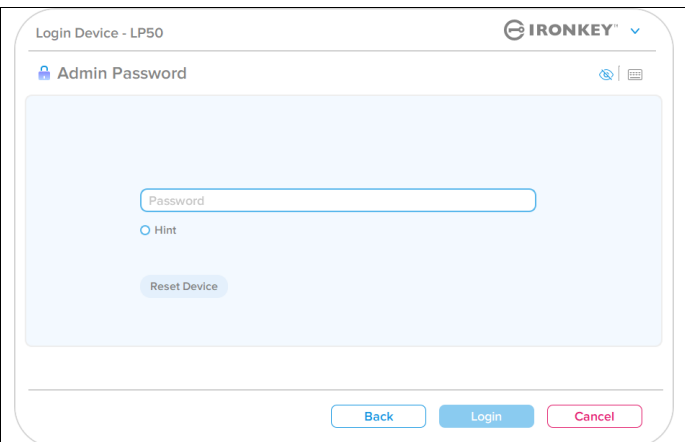 Login Device - LP50
IRONKEY™
Admin Password
Password
Hint
Reset Device
Back
Login
Cancel